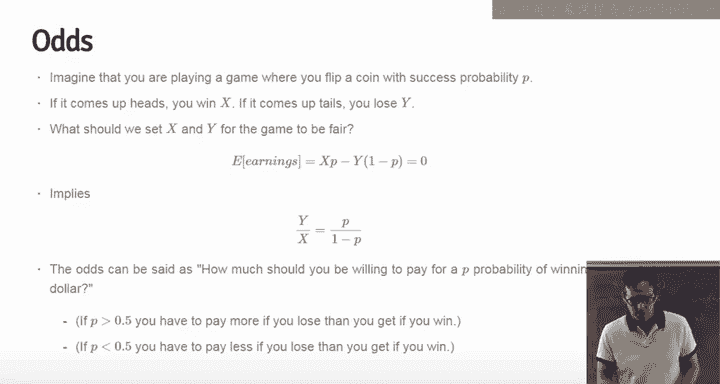 Odds
· Imagine that you are playing a game where you flip a coin with success probability p.
· If it comes up heads, you win X. If it comes up tails, you lose Y.
· What should we set X and Y for the game to be fair?
E[earnings] = Xp − Y(1 − p) = 0
· Implies
Y/X = p/(1 − p)
· The odds can be said as "How much should you be willing to pay for a p probability of
dollar?"
- (If p > 0.5 you have to pay more if you lose than you get if you win.)
- (If p < 0.5 you have to pay less if you lose than you get if you win.)